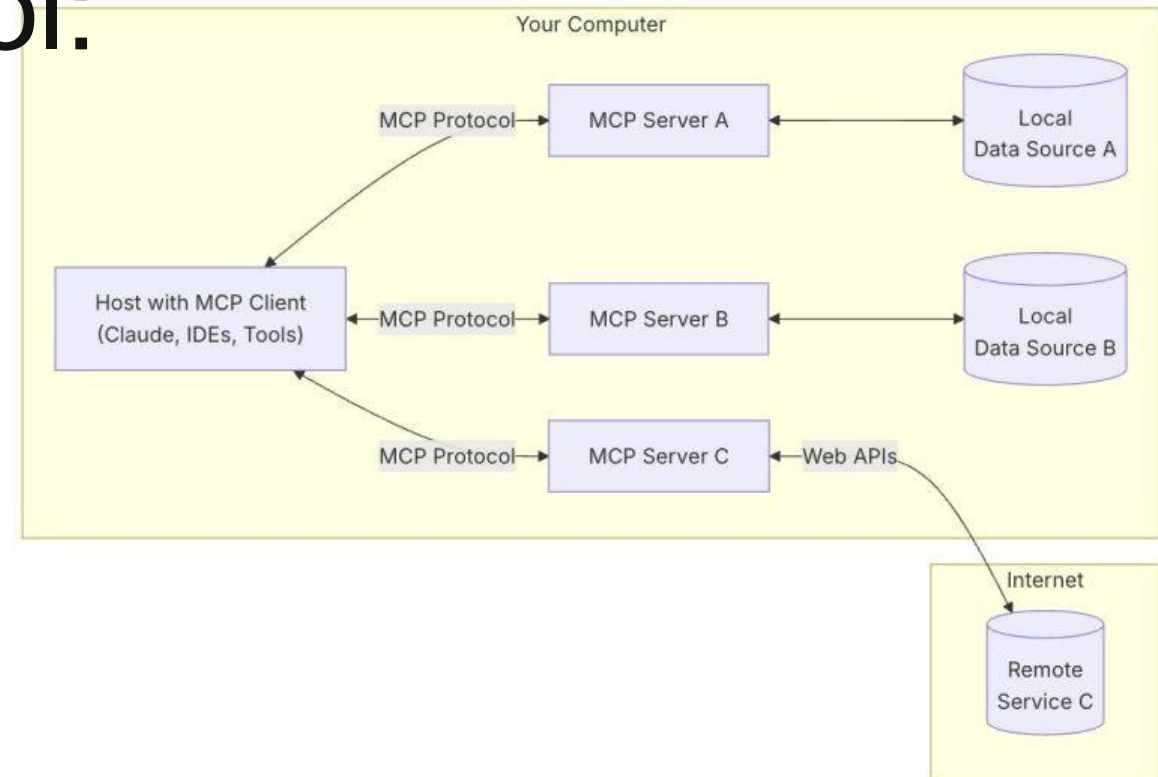 Your Computer
MCP Protocol
MCP Server A
Local
Data Source A
Host with MCP Client
(Claude, IDEs, Tools)
MCP Protocol
MCP Server B
Local
Data Source B
MCP Protocol
MCP Server C
Web APIs
Internet
Remote
Service C